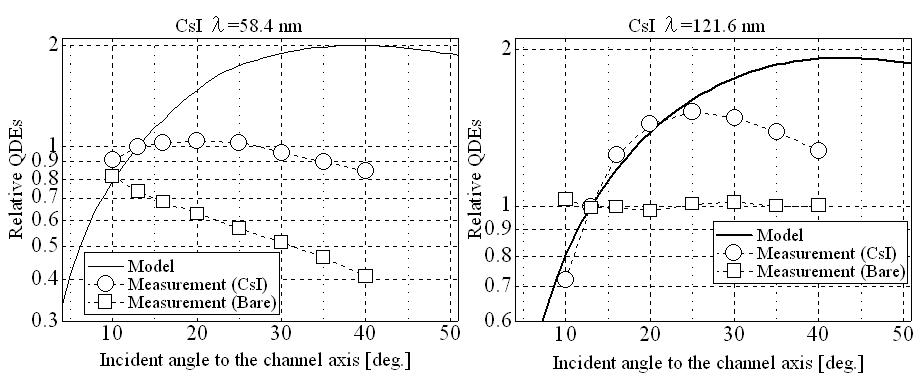 CsI λ=58.4 nm
Relative QDEs
2
1
0.9
0.8
0.7
0.6
0.5
0.4
0.3
Model
Measurement (CsI)
Measurement (Bare)
10 20 30 40 50
Incident angle to the channel axis [deg.]
CsI λ=121.6 nm
Relative QDEs
2
1
0.9
0.8
0.7
0.6
Model
Measurement (CsI)
Measurement (Bare)
10 20 30 40 50
Incident angle to the channel axis [deg.]